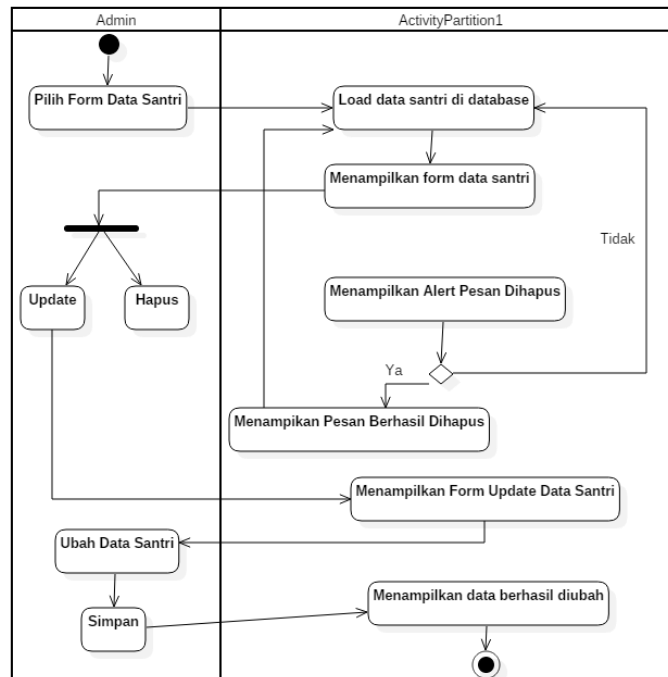 Admin
ActivityPartition1
Pilih Form Data Santri
Load data santri di database
Menampilkan form data santri
Tidak
Update
Hapus
Menampilkan Alert Pesan Dihapus
Ya
Menampikan Pesan Berhasil Dihapus
Menampilkan Form Update Data Santri
Ubah Data Santri
Simpan
Menampilkan data berhasil diubah